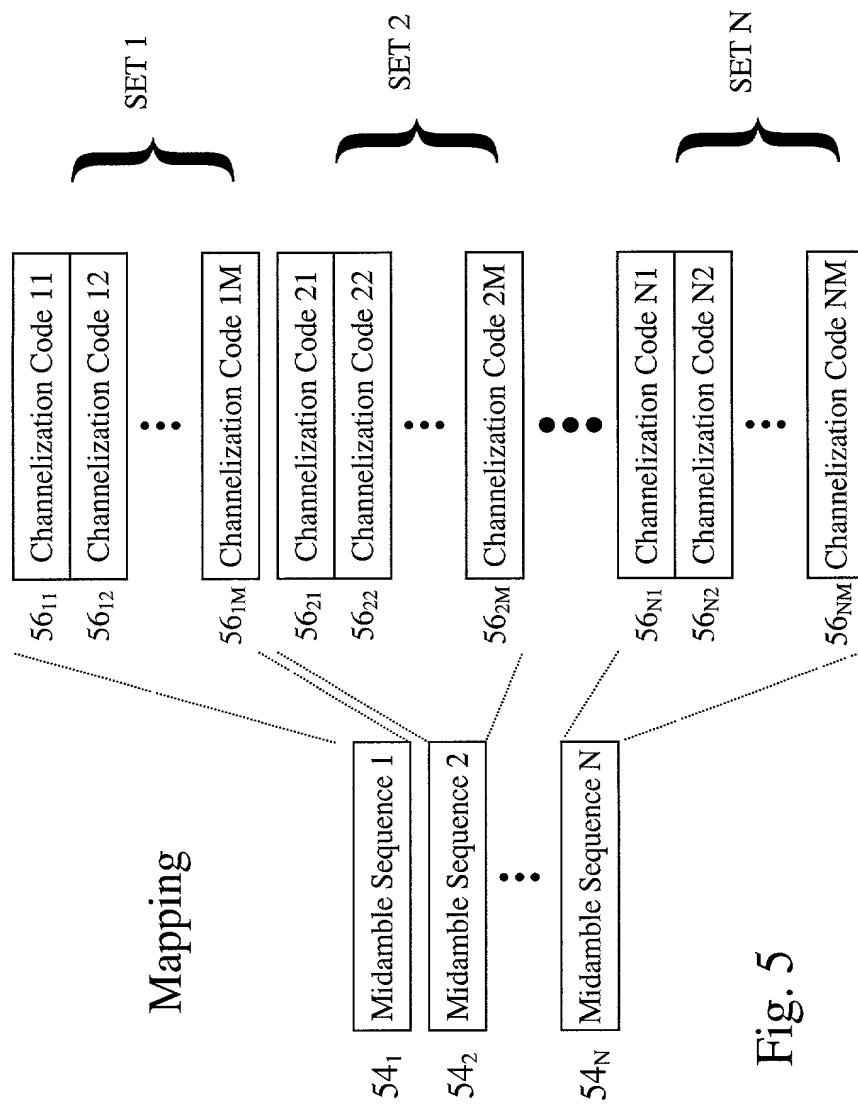 Mapping
54₁ Midamble Sequence 1
54₂ Midamble Sequence 2
•••
54N Midamble Sequence N
56₁₁ Channelization Code 11
56₁₂ Channelization Code 12
•••
56₁M Channelization Code 1M
SET 1
56₂₁ Channelization Code 21
56₂₂ Channelization Code 22
•••
56₂M Channelization Code 2M
SET 2
•••
56N₁ Channelization Code N1
56N₂ Channelization Code N2
•••
56NM Channelization Code NM
SET N
Fig. 5